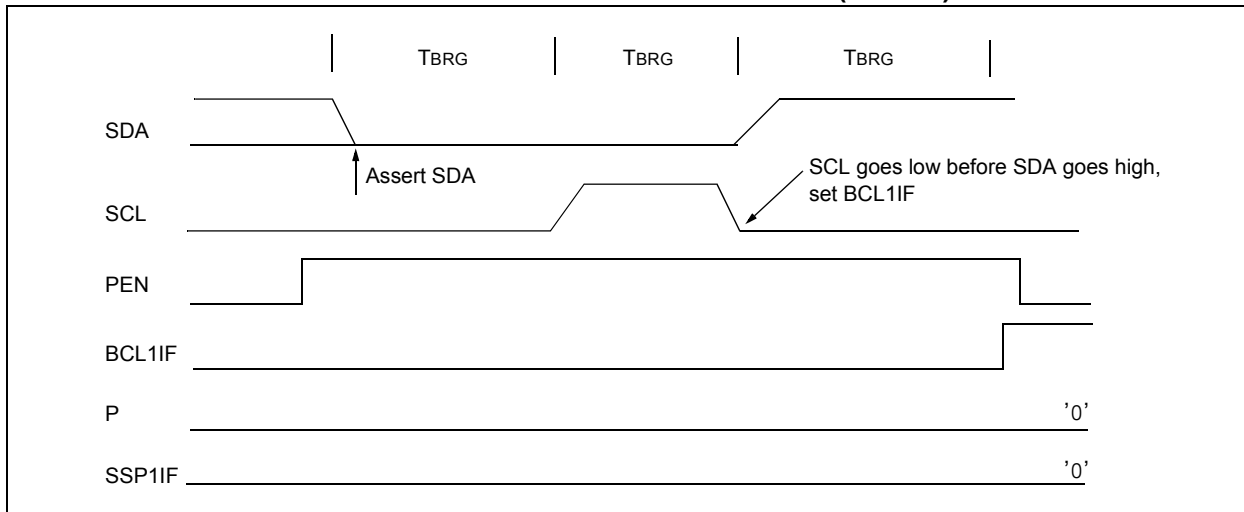 TBRG TBRG TBRG
SDA
Assert SDA
SCL goes low before SDA goes high,
set BCL1IF
SCL
PEN
BCL1IF
P
'0'
SSP1IF
'0'